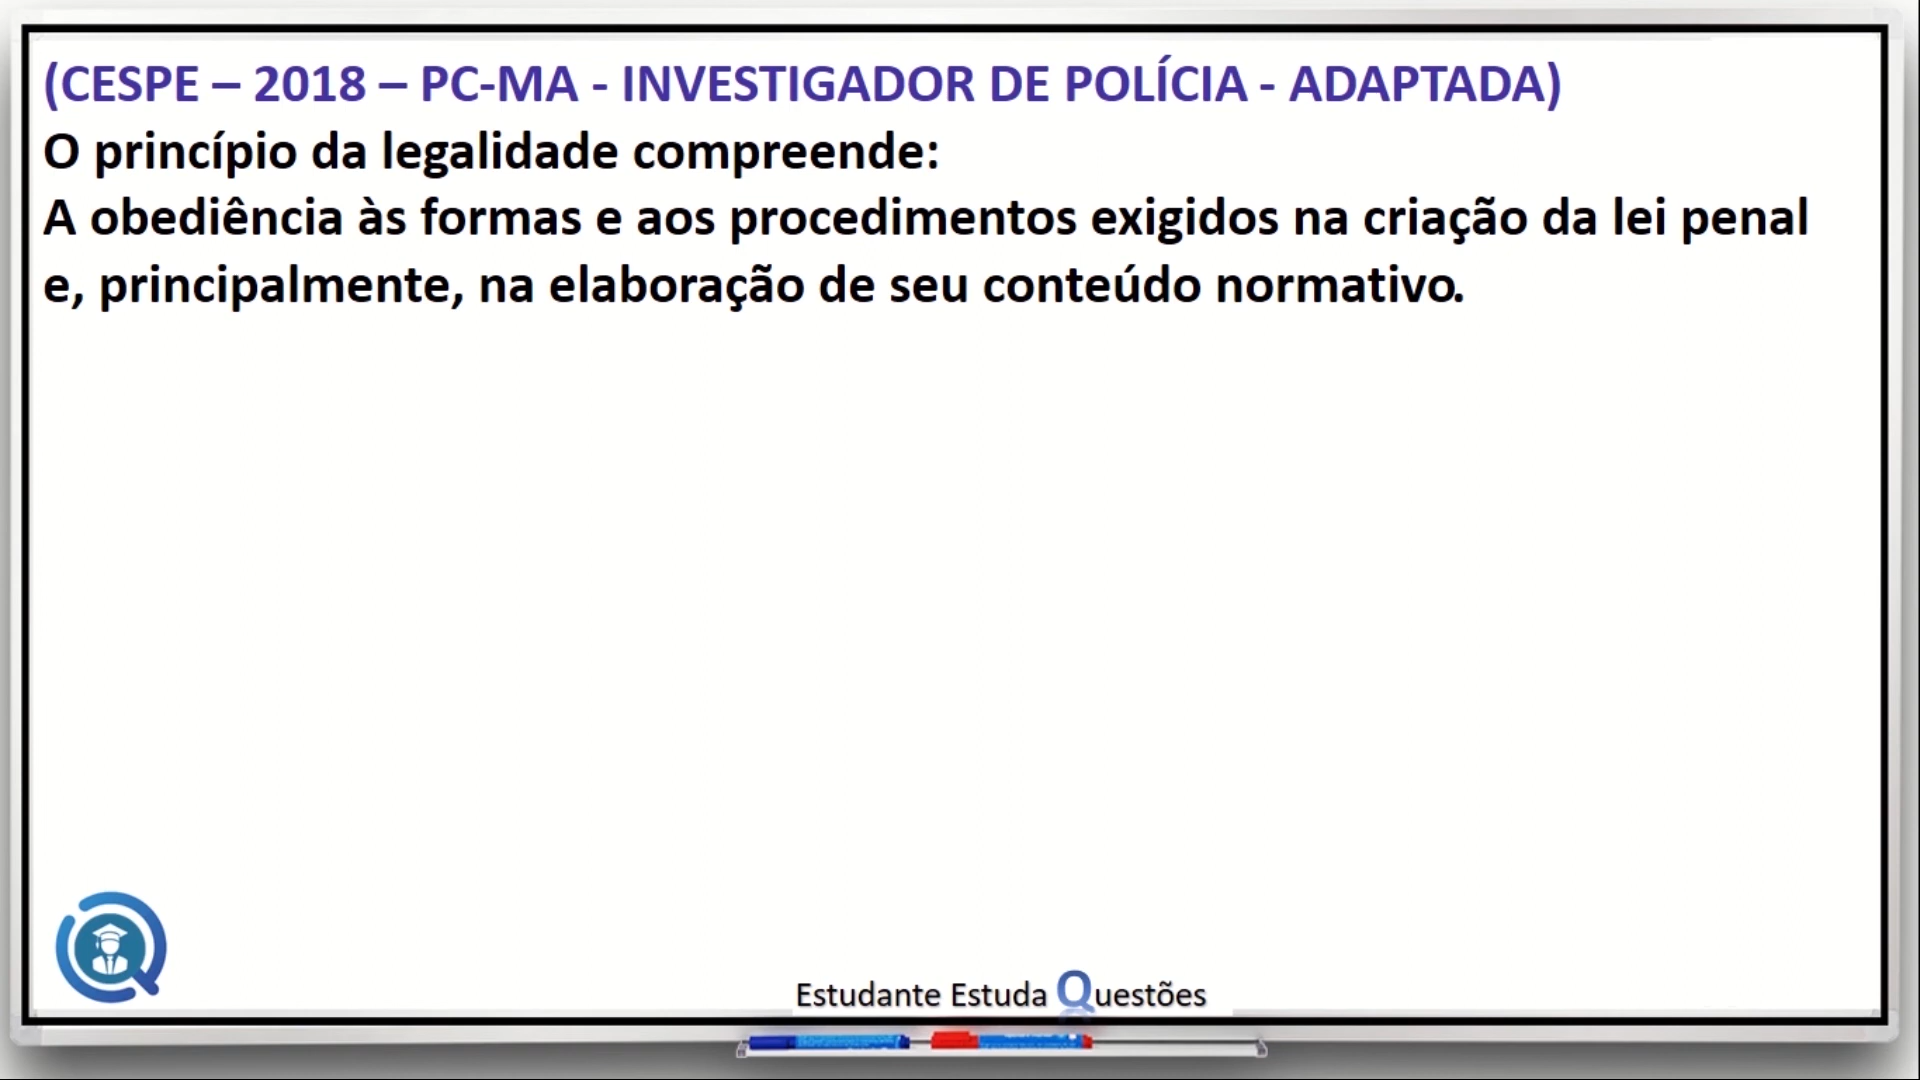 (CESPE – 2018 – PC-MA - INVESTIGADOR DE POLÍCIA - ADAPTADA)
O princípio da legalidade compreende:
A obediência às formas e aos procedimentos exigidos na criação da lei penal
e, principalmente, na elaboração de seu conteúdo normativo.
Estudante Estuda Questões